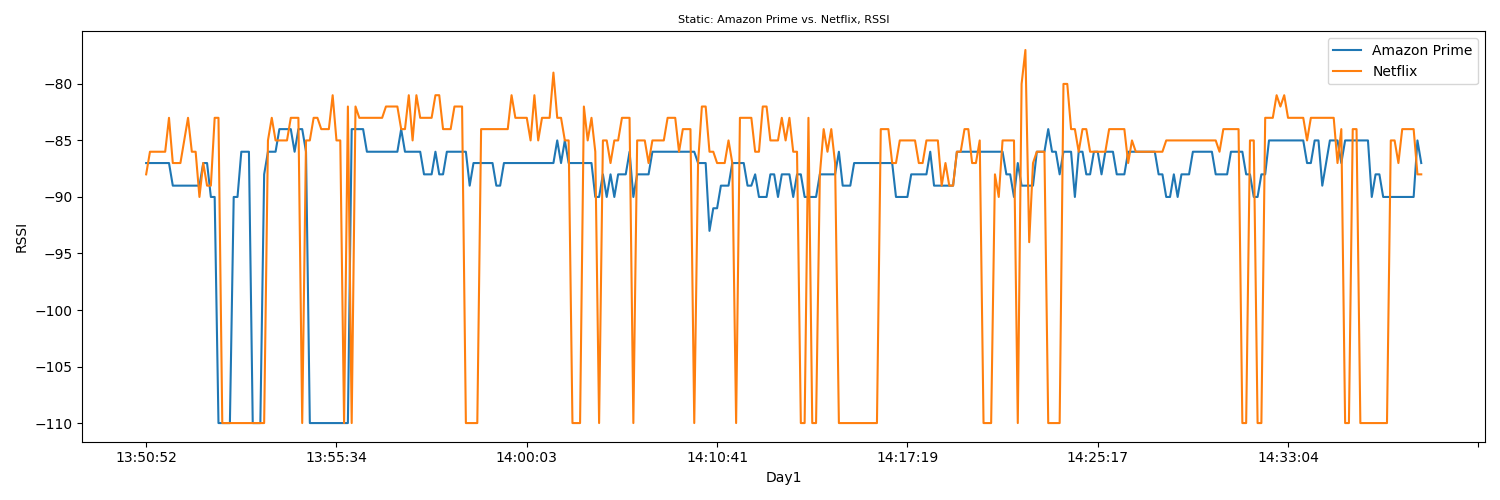 Static: Amazon Prime vs. Netflix, RSSI
Amazon Prime
Netflix
RSSI
−80
−85
−90
−95
−100
−105
−110
13:50:52 13:55:34 14:00:03 14:10:41 14:17:19 14:25:17 14:33:04
Day1